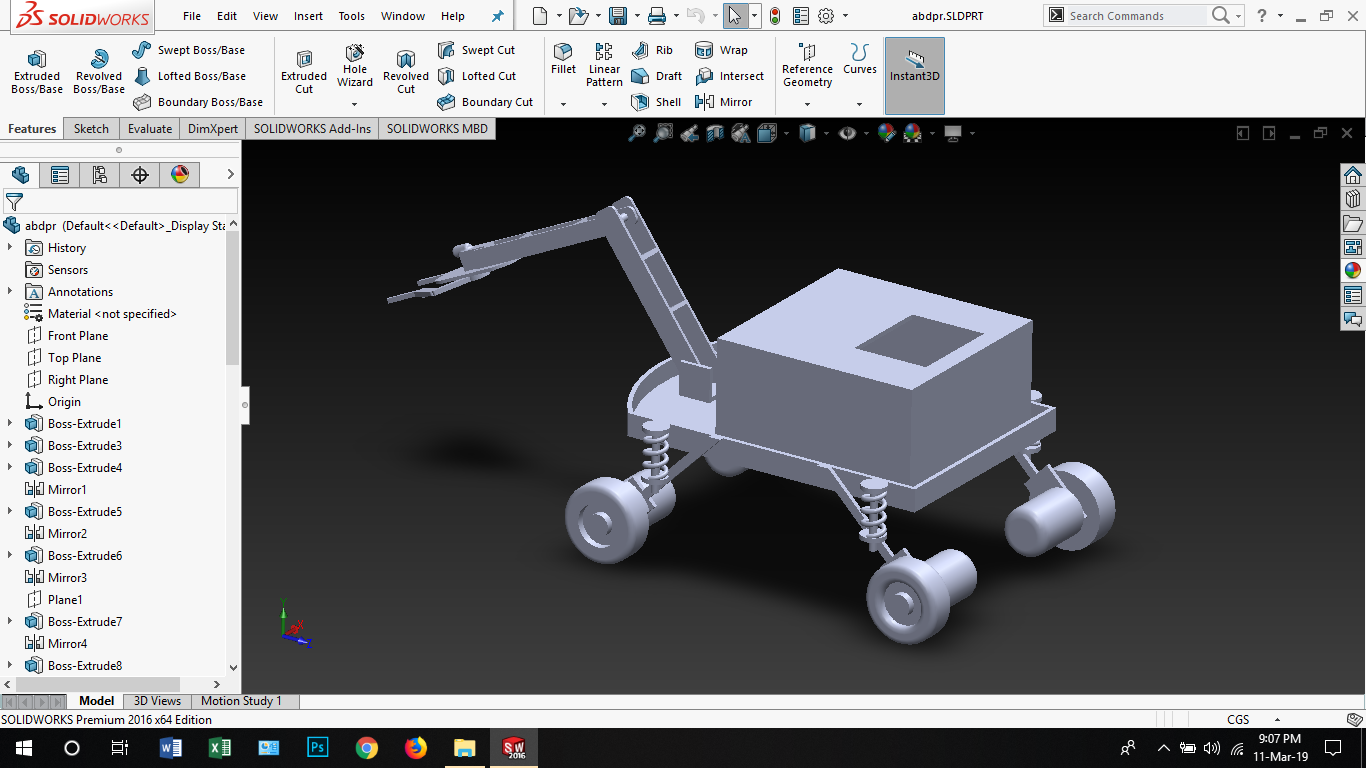 SOLIDWORKS
File Edit View Insert Tools Window Help
abdpr.SLDPRT
Search Commands
?
Extruded Boss/Base
Revolved Boss/Base
Swept Boss/Base
Lofted Boss/Base
Boundary Boss/Base
Extruded Cut
Hole Wizard
Revolved Cut
Swept Cut
Lofted Cut
Boundary Cut
Fillet
Linear Pattern
Rib
Draft
Shell
Wrap
Intersect
Mirror
Reference Geometry
Curves
Instant3D
Features Sketch Evaluate DimXpert SOLIDWORKS Add-Ins SOLIDWORKS MBD
abdpr (Default<<Default>_Display Sta
History
Sensors
Annotations
Material <not specified>
Front Plane
Top Plane
Right Plane
Origin
Boss-Extrude1
Boss-Extrude3
Boss-Extrude4
Mirror1
Boss-Extrude5
Mirror2
Boss-Extrude6
Mirror3
Plane1
Boss-Extrude7
Mirror4
Boss-Extrude8
Y
X
Z
Model 3D Views Motion Study 1
SOLIDWORKS Premium 2016 x64 Edition
CGS
Ps
SW
2016
9:07 PM
11-Mar-19